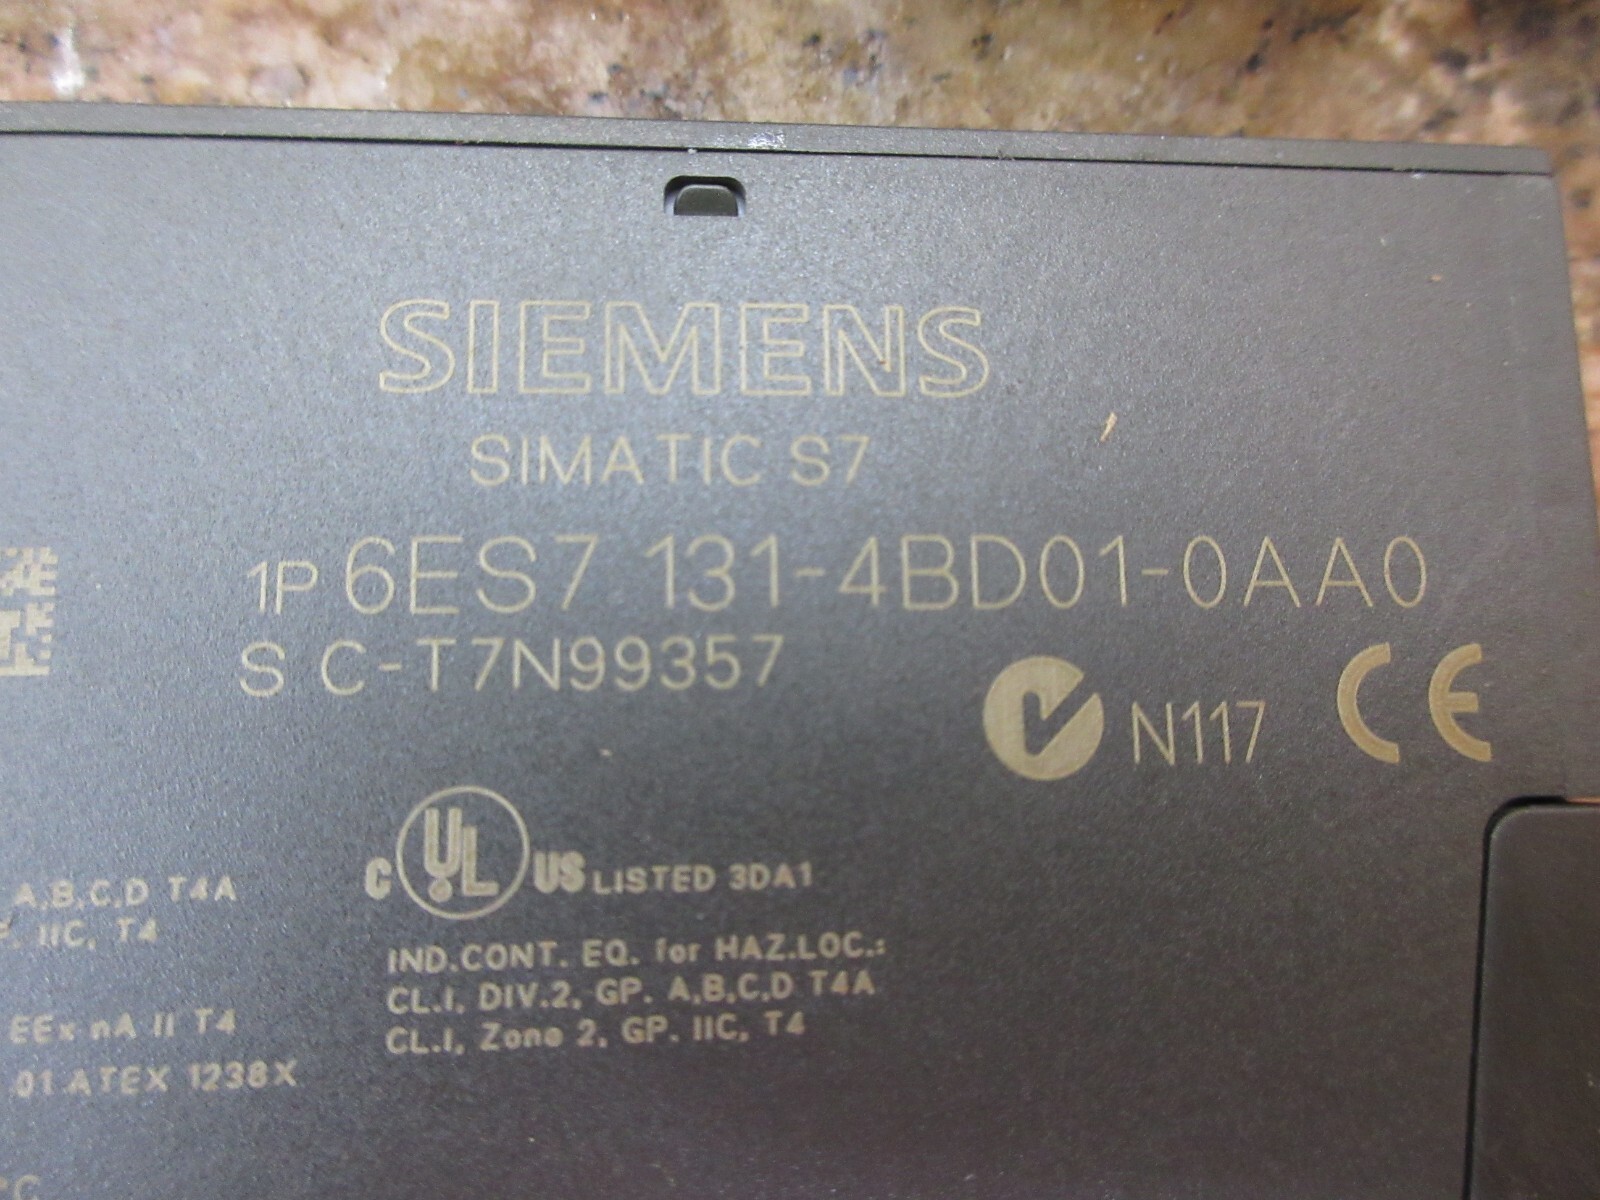 SIEMENS
SIMATIC S7
1P 6ES7 131-4BD01-0AA0
S C-T7N99357
N117 CE
C UL US LISTED 3DA1
A,B,C,D T4A
IIC, T4
IND.CONT. EQ. for HAZ.LOC.:
CL.I, DIV.2, GP. A,B,C,D T4A
CL.I, Zone 2, GP. IIC, T4
EEx nA II T4
01 ATEX 1238X